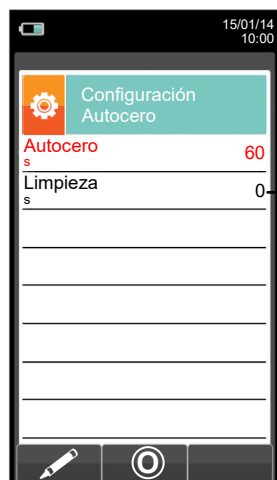 15/01/14
10:00
Configuración
Autocero
Autocero 60
s
Limpieza 0
s